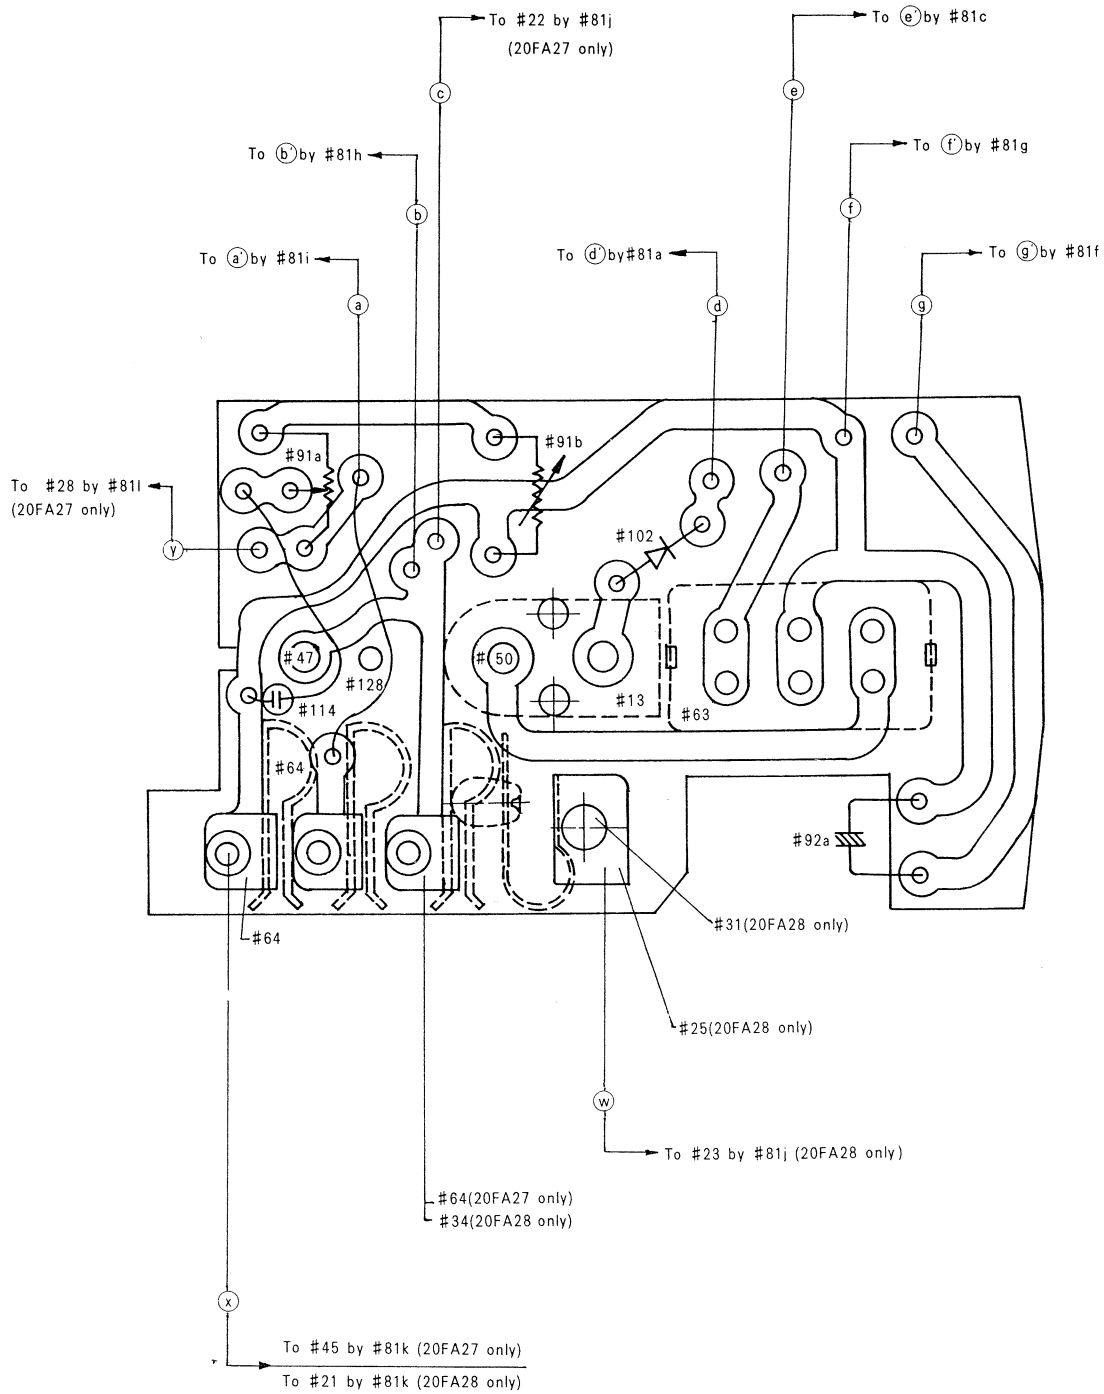 To #22 by #81j
(20FA27 only)
To e' by #81c
c
e
To b' by #81h
To f' by #81g
b
f
To a' by #81i
To d' by #81a
To g' by #81f
a
d
g
#91a
#91b
To #28 by #81l
(20FA27 only)
y
#102
#47
#128
#50
#114
#13
#63
#64
#92a
#31(20FA28 only)
#64
#25(20FA28 only)
w
To #23 by #81j (20FA28 only)
#64(20FA27 only)
#34(20FA28 only)
x
To #45 by #81k (20FA27 only)
To #21 by #81k (20FA28 only)